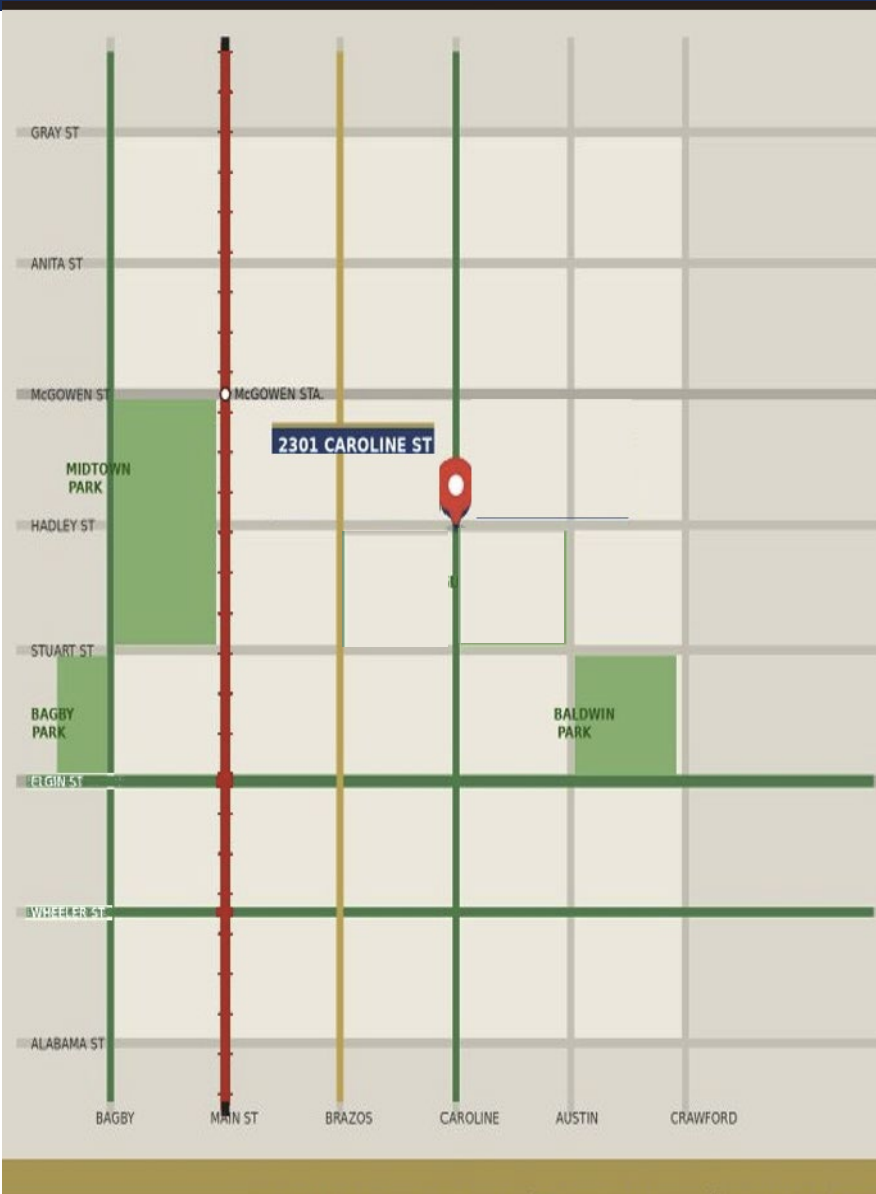 GRAY ST
ANITA ST
McGOWEN ST
McGOWEN STA.
2301 CAROLINE ST
MIDTOWN
PARK
HADLEY ST
STUART ST
BAGBY
PARK
BALDWIN
PARK
ELGIN ST
WHEELER ST
ALABAMA ST
BAGBY
MAIN ST
BRAZOS
CAROLINE
AUSTIN
CRAWFORD